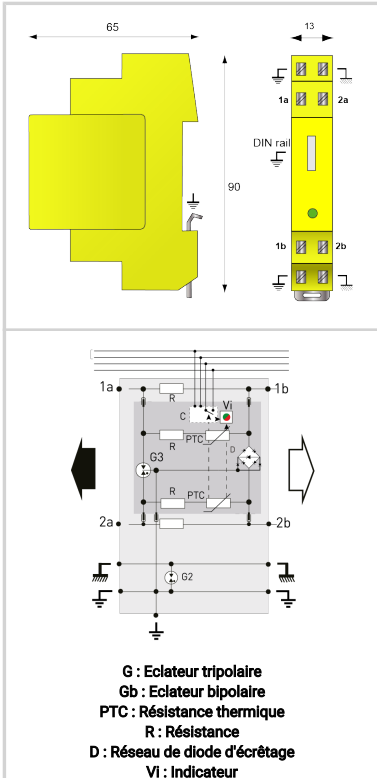 65
13
1a
2a
DIN rail
90
1b
2b
1a
1b
R
C
Vi
R
PTC
D
G3
R
PTC
2a
2b
G2
G : Eclateur tripolaire
Gb : Eclateur bipolaire
PTC : Résistance thermique
R : Résistance
D : Réseau de diode d'écrêtage
Vi : Indicateur